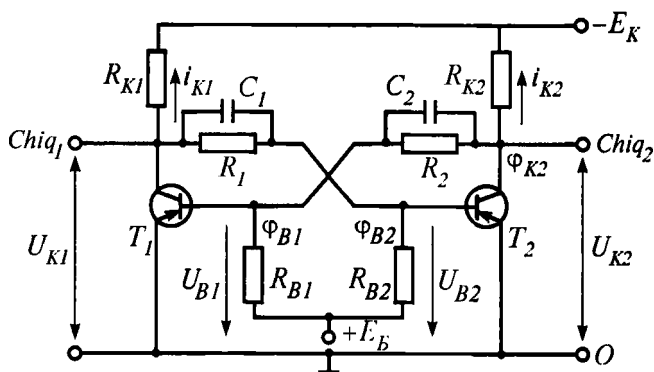 −E_K
R_K1
i_K1
C_1
C_2
R_K2
i_K2
Chiq_1
R_1
R_2
φ_K2
Chiq_2
T_1
φ_B1
φ_B2
T_2
U_K1
U_B1
R_B1
R_B2
U_B2
U_K2
+E_Б
O